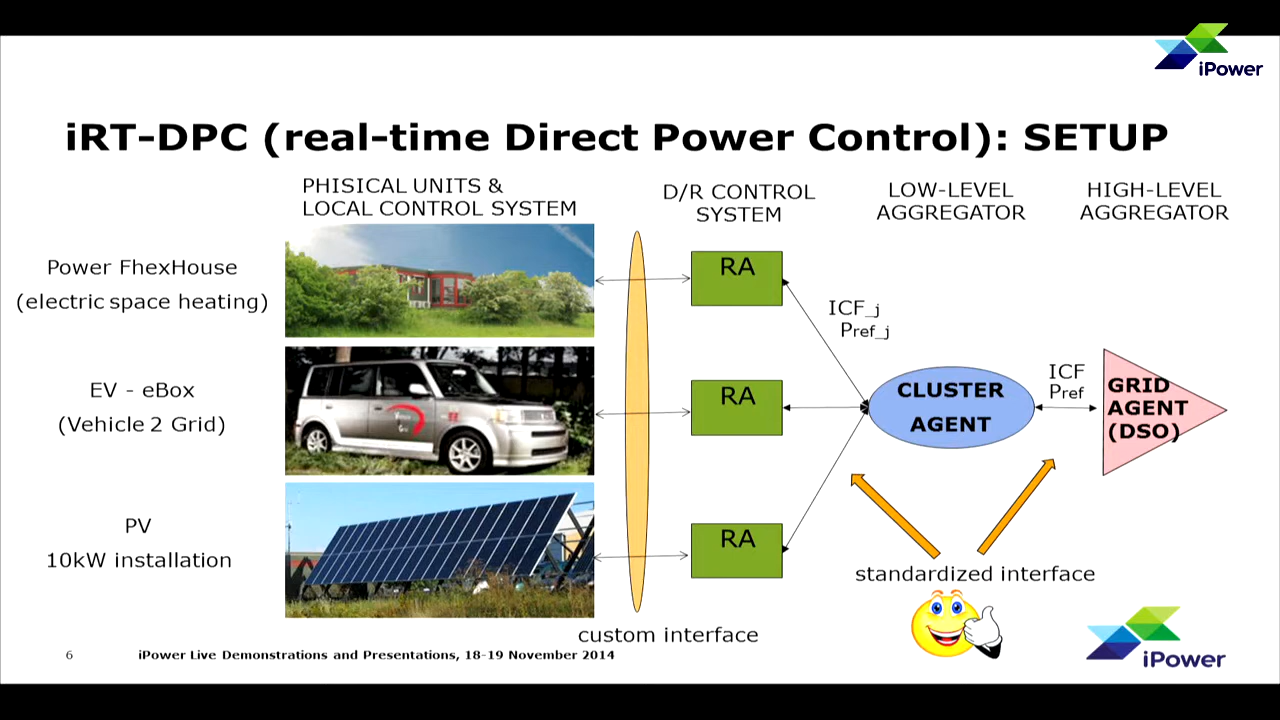 iPower
iRT-DPC (real-time Direct Power Control): SETUP
PHISICAL UNITS &
LOCAL CONTROL SYSTEM
D/R CONTROL
SYSTEM
LOW-LEVEL
AGGREGATOR
HIGH-LEVEL
AGGREGATOR
Power FhexHouse
(electric space heating)
RA
ICF_j
Pref_j
EV - eBox
(Vehicle 2 Grid)
RA
CLUSTER
AGENT
ICF
Pref
GRID
AGENT
(DSO)
PV
10kW installation
RA
standardized interface
custom interface
6
iPower Live Demonstrations and Presentations, 18-19 November 2014
iPower